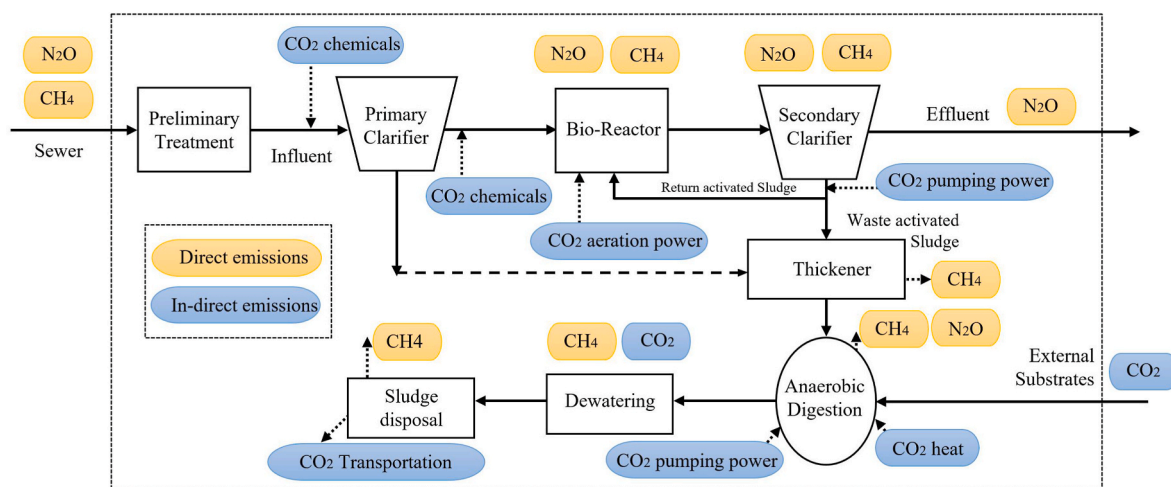 N2O
CH4
Sewer
Preliminary
Treatment
CO2 chemicals
Influent
Primary
Clarifier
CO2 chemicals
N2O
CH4
Bio-Reactor
CO2 aeration power
Return activated Sludge
N2O
CH4
Secondary
Clarifier
Effluent
N2O
CO2 pumping power
Waste activated
Sludge
Direct emissions
In-direct emissions
Thickener
CH4
CH4
N2O
External
Substrates
CO2
Anaerobic
Digestion
CO2 heat
CO2 pumping power
CH4
CO2
Dewatering
CH4
Sludge
disposal
CO2 Transportation